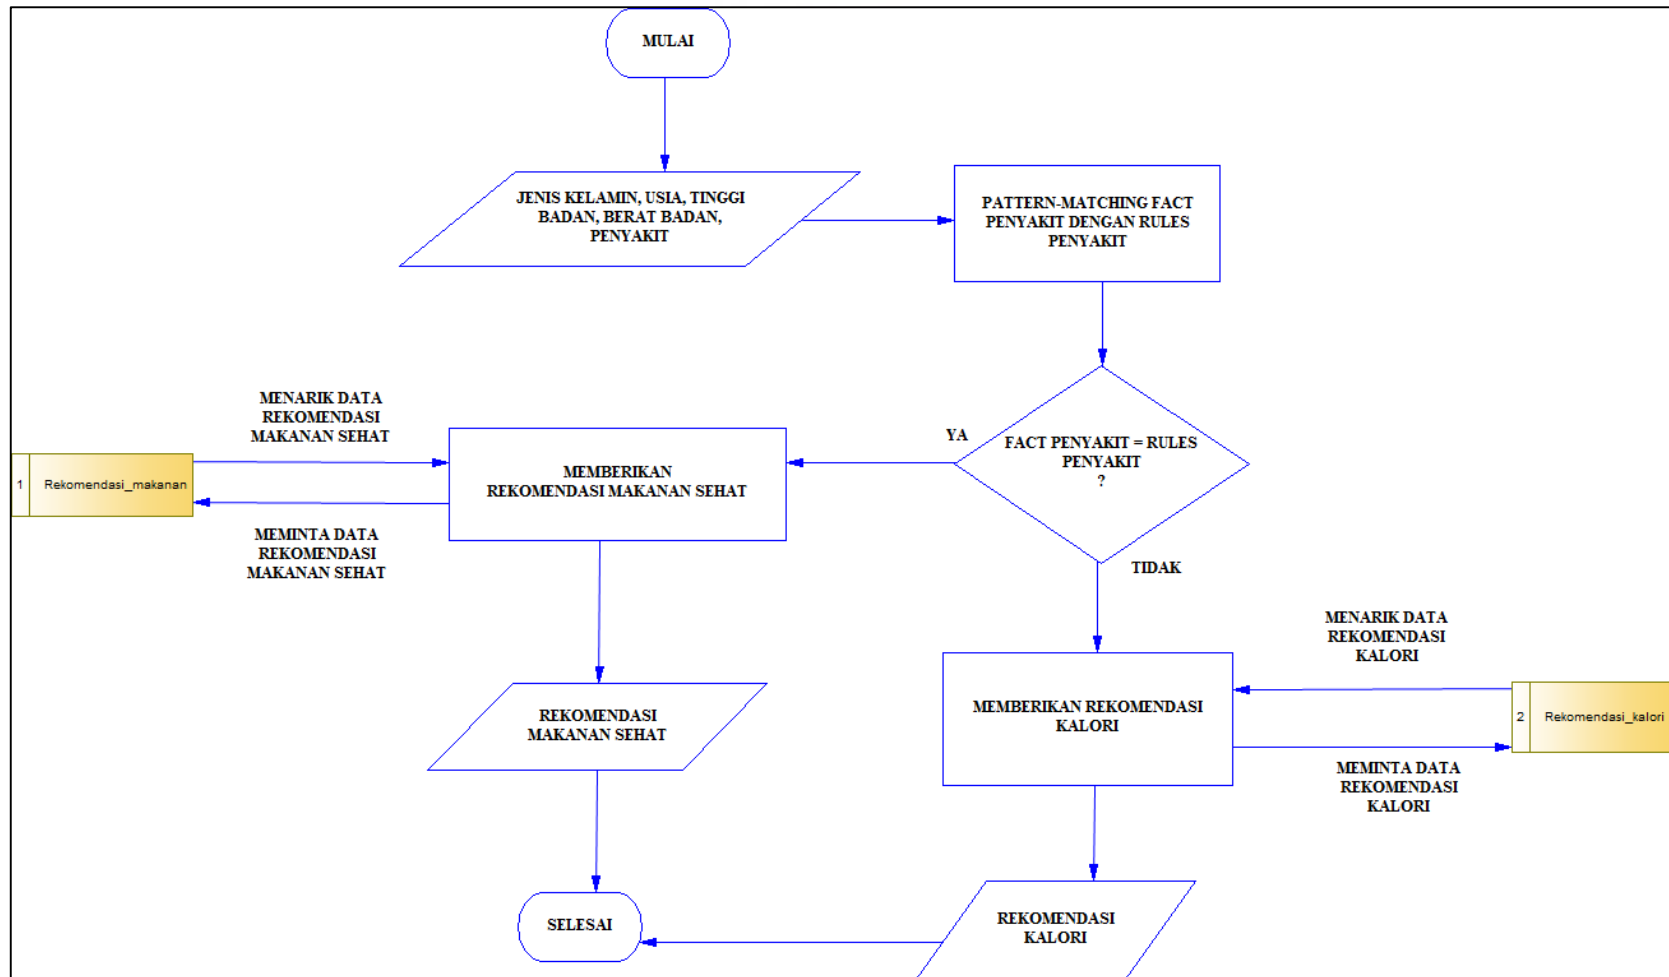 MULAI
JENIS KELAMIN, USIA, TINGGI
BADAN, BERAT BADAN,
PENYAKIT
PATTERN-MATCHING FACT
PENYAKIT DENGAN RULES
PENYAKIT
FACT PENYAKIT = RULES
PENYAKIT
?
YA
TIDAK
MENARIK DATA
REKOMENDASI
MAKANAN SEHAT
1
Rekomendasi_makanan
MEMINTA DATA
REKOMENDASI
MAKANAN SEHAT
MEMBERIKAN
REKOMENDASI MAKANAN SEHAT
REKOMENDASI
MAKANAN SEHAT
MEMBERIKAN REKOMENDASI
KALORI
MENARIK DATA
REKOMENDASI
KALORI
2
Rekomendasi_kalori
MEMINTA DATA
REKOMENDASI
KALORI
REKOMENDASI
KALORI
SELESAI